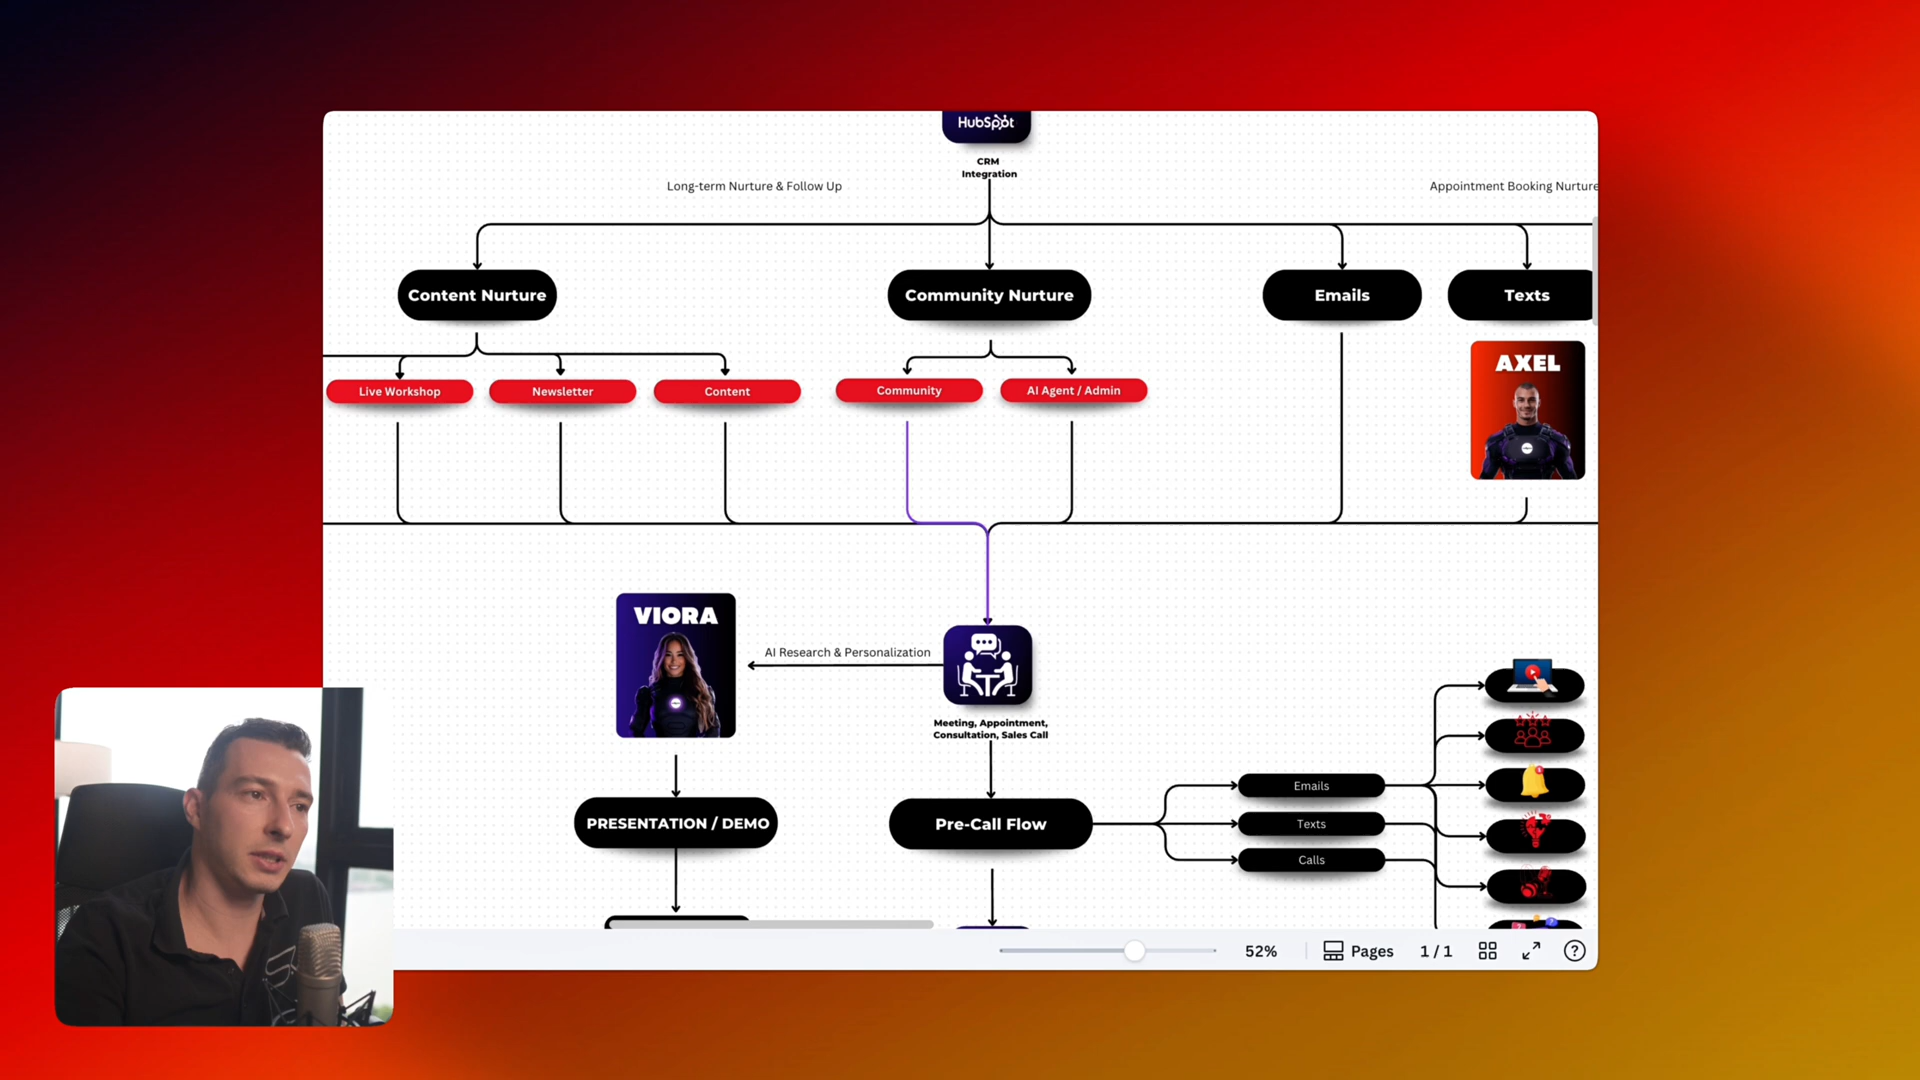 HubSpot
CRM
Integration
Long-term Nurture & Follow Up
Appointment Booking Nurture
Content Nurture
Community Nurture
Emails
Texts
AXEL
Live Workshop
Newsletter
Content
Community
AI Agent / Admin
VIORA
AI Research & Personalization
Meeting, Appointment,
Consultation, Sales Call
PRESENTATION / DEMO
Pre-Call Flow
Emails
Texts
Calls
52%
Pages
1 / 1